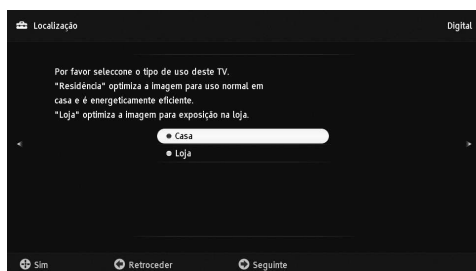 Localização
Digital
Por favor seleccone o tipo de uso deste TV.
"Residência" optimiza a imagem para uso normal em
casa e é energeticamente eficiente.
"Loja" optimiza a imagem para exposição na loja.
Casa
Loja
Sim Retroceder Seguinte